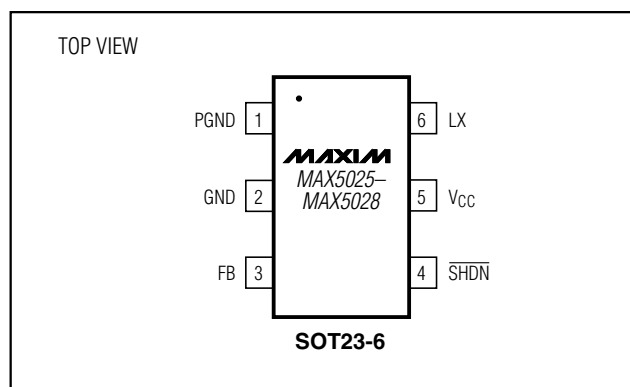 TOP VIEW
PGND 1
6 LX
MAXIM
MAX5025–
MAX5028
GND 2
5 VCC
FB 3
4 SHDN
SOT23-6